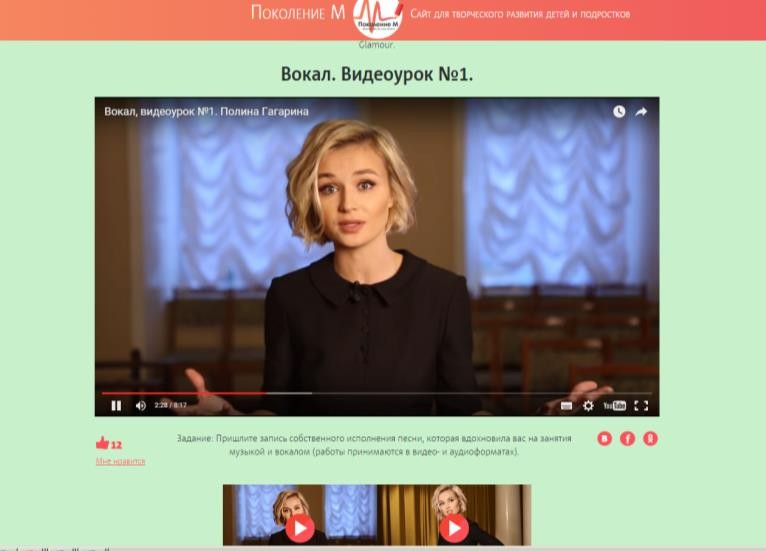 Поколение М
Поколение М
Сайт для творческого развития детей и подростков
Glamour.
Вокал. Видеоурок №1.
Вокал, видеоурок №1. Полина Гагарина
2:28 / 8:17
YouTube
12
Мне нравится
Задание: Пришлите запись собственного исполнения песни, которая вдохновила вас на занятия
музыкой и вокалом (работы принимаются в видео- и аудиоформатах).